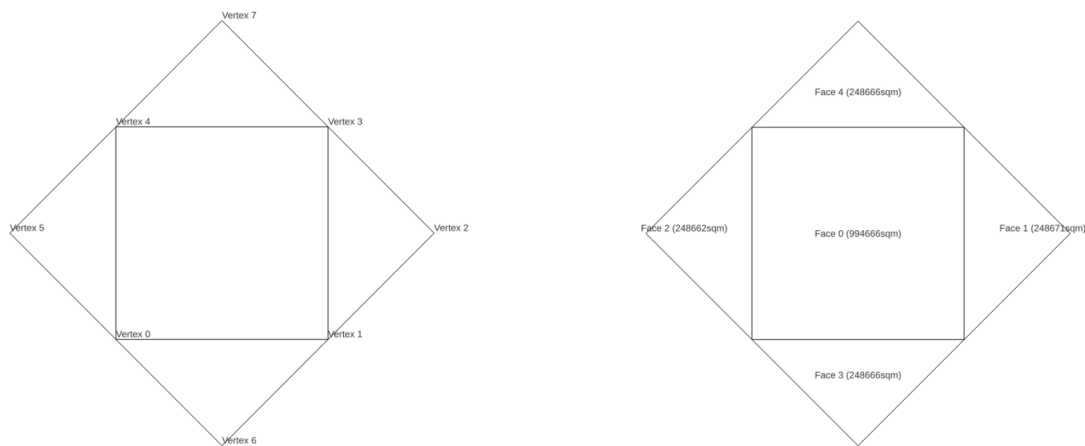 Vertex 7
Vertex 4
Vertex 3
Vertex 5
Vertex 2
Vertex 0
Vertex 1
Vertex 6
Face 4 (248666sqm)
Face 2 (248662sqm)
Face 0 (994666sqm)
Face 1 (248671sqm)
Face 3 (248666sqm)